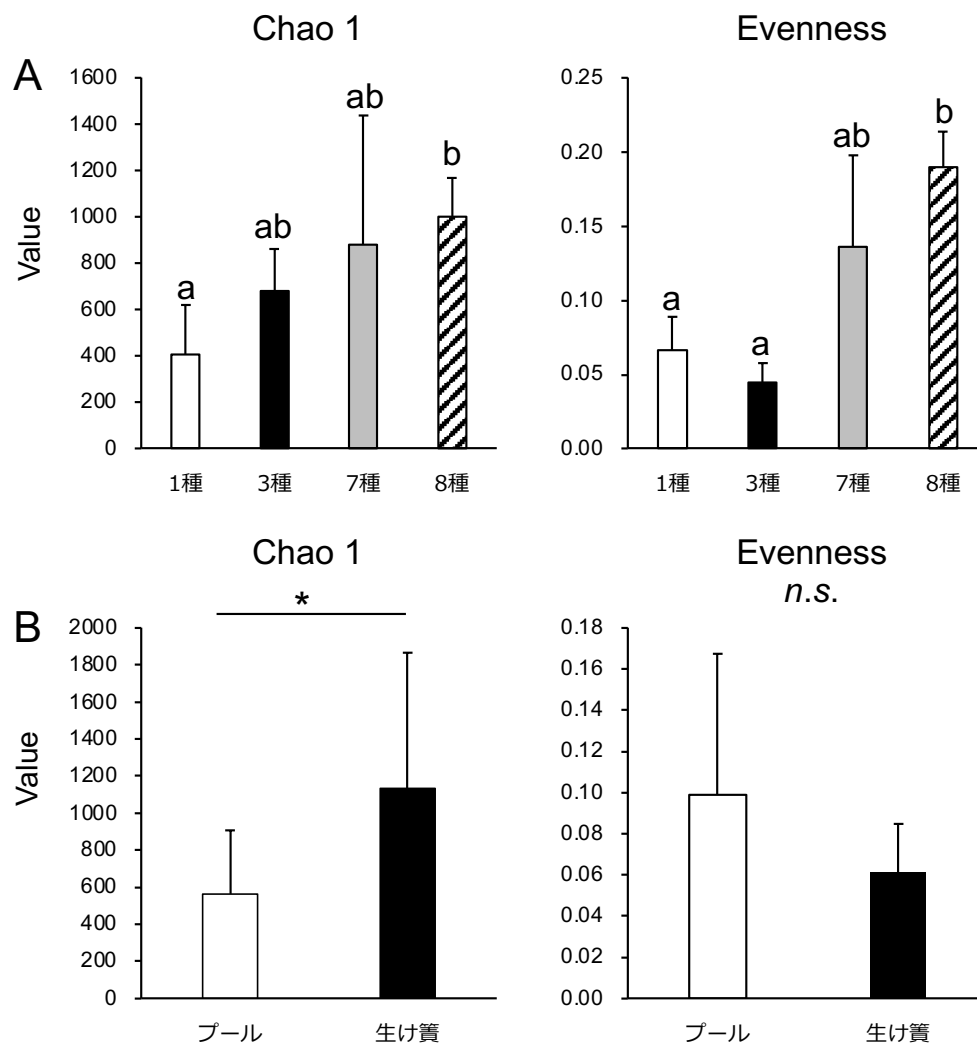 Chao 1
Evenness
A
1600
1400
1200
1000
800
600
400
200
0
Value
a
ab
ab
b
1種
3種
7種
8種
0.25
0.20
0.15
0.10
0.05
0.00
a
a
ab
b
1種
3種
7種
8種
Chao 1
Evenness
n.s.
B
2000
1800
1600
1400
1200
1000
800
600
400
200
0
Value
*
プール
生け簀
0.18
0.16
0.14
0.12
0.10
0.08
0.06
0.04
0.02
0.00
プール
生け簀